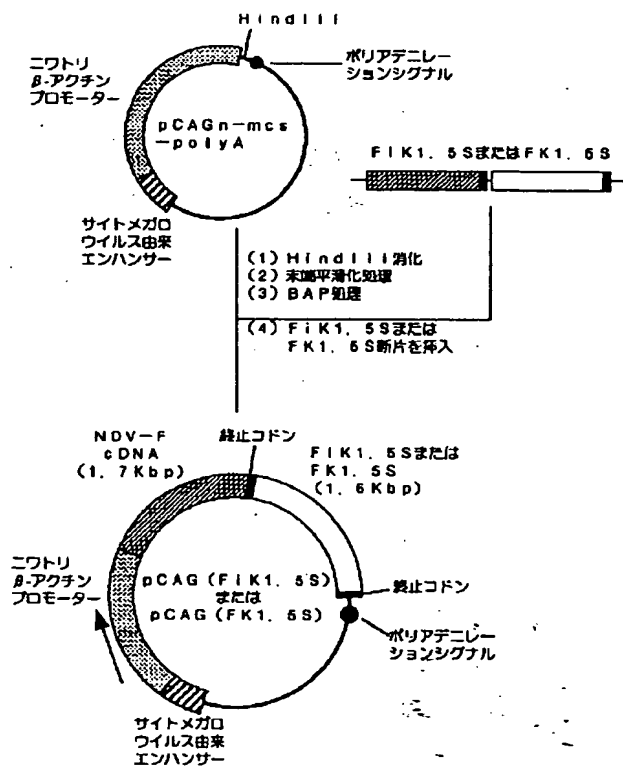 HindIII
ニワトリ
β-アクチン
プロモーター
ポリアデニレー
ションシグナル
pCAGn-mcs
-polyA
サイトメガロ
ウイルス由来
エンハンサー
FiK1. 5SまたはFK1. 5S
(1) HindIII消化
(2) 末端平滑化処理
(3) BAP処理
(4) FiK1. 5Sまたは
FK1. 5S断片を挿入
NDV-F
cDNA
(1. 7Kbp)
終止コドン
FiK1. 5Sまたは
FK1. 5S
(1. 6Kbp)
ニワトリ
β-アクチン
プロモーター
pCAG (FiK1. 5S)
または
pCAG (FK1. 5S)
終止コドン
ポリアデニレー
ションシグナル
サイトメガロ
ウイルス由来
エンハンサー